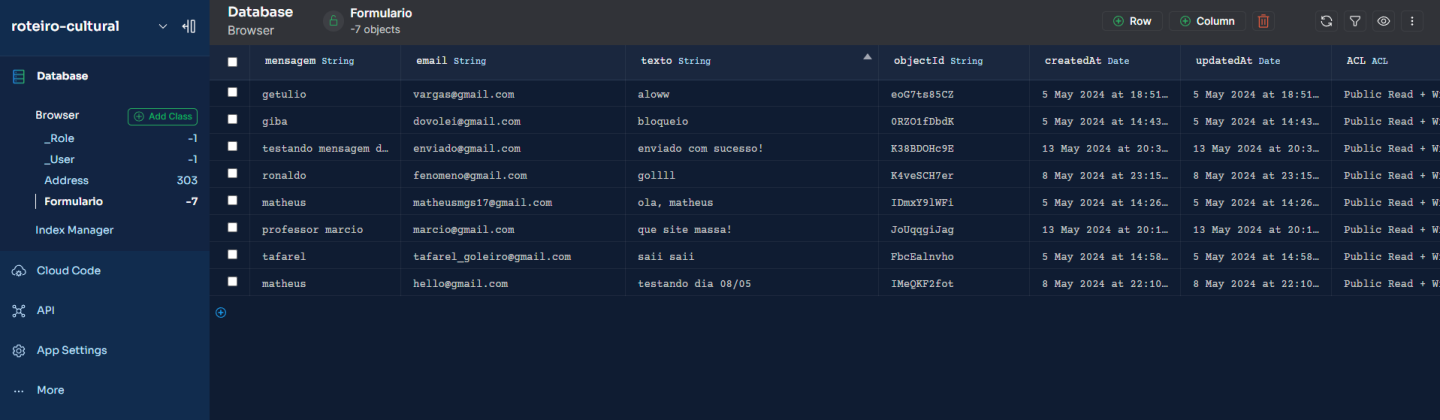 roteiro-cultural
Database
Browser
Add Class
_Role -1
_User -1
Address 303
Formulario -7
Index Manager
Cloud Code
API
App Settings
More
Database
Browser
Formulario
-7 objects
Row
Column
mensagem String email String texto String objectId String createdAt Date updatedAt Date ACL ACL
getulio vargas@gmail.com aloww eoG7ts85CZ 5 May 2024 at 18:51… 5 May 2024 at 18:51… Public Read + W
giba dovolei@gmail.com bloqueio 0RZO1fDbdK 5 May 2024 at 14:43… 5 May 2024 at 14:43… Public Read + W
testando mensagem d… enviado@gmail.com enviado com sucesso! K38BDOHc9E 13 May 2024 at 20:3… 13 May 2024 at 20:3… Public Read + W
ronaldo fenomeno@gmail.com gollll K4veSCH7er 8 May 2024 at 23:15… 8 May 2024 at 23:15… Public Read + W
matheus matheusmgs17@gmail.com ola, matheus IDmxY9lWFi 5 May 2024 at 14:26… 5 May 2024 at 14:26… Public Read + W
professor marcio marcio@gmail.com que site massa! JoUqqgiJag 13 May 2024 at 20:1… 13 May 2024 at 20:1… Public Read + W
tafarel tafarel_goleiro@gmail.com saii saii FbcEalnvho 5 May 2024 at 14:58… 5 May 2024 at 14:58… Public Read + W
matheus hello@gmail.com testando dia 08/05 IMeQKF2fot 8 May 2024 at 22:10… 8 May 2024 at 22:10… Public Read + W